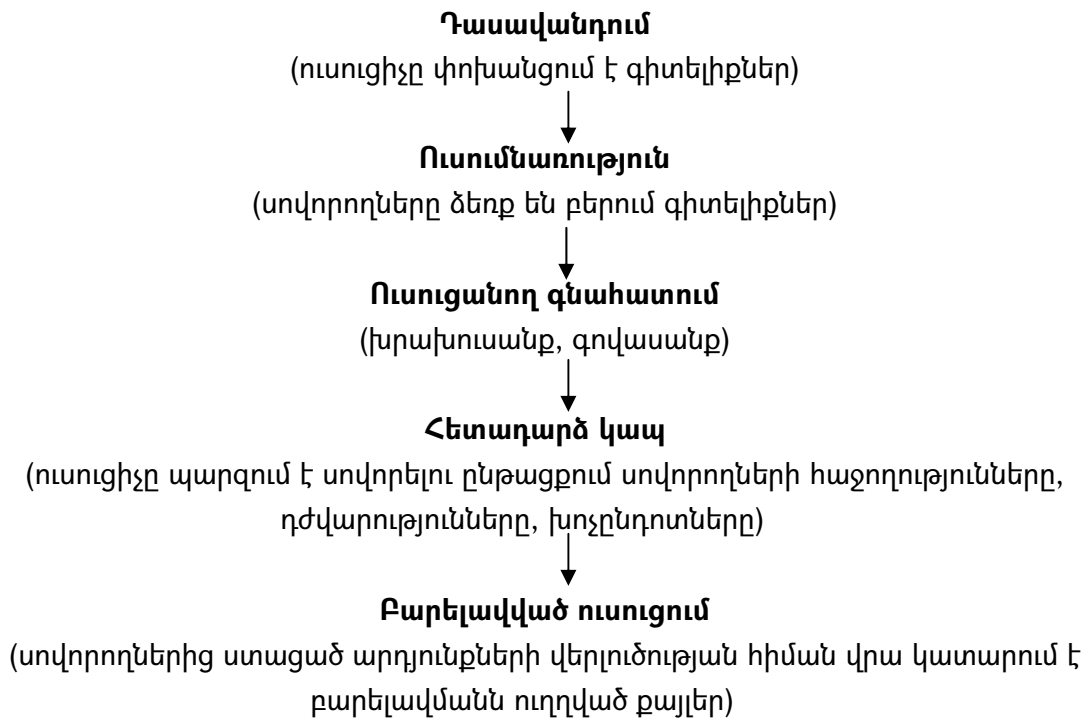 Դասավանդում
(ուսուցիչը փոխանցում է գիտելիքներ)
Ուսումնառություն
(սովորողները ձեռք են բերում գիտելիքներ)
Ուսուցանող գնահատում
(խրախուսանք, գովասանք)
Հետադարձ կապ
(ուսուցիչը պարզում է սովորելու ընթացքում սովորողների հաջողությունները,
դժվարությունները, խոչընդոտները)
Բարելավված ուսուցում
(սովորողներից ստացած արդյունքների վերլուծության հիման վրա կատարում է
բարելավմանն ուղղված քայլեր)